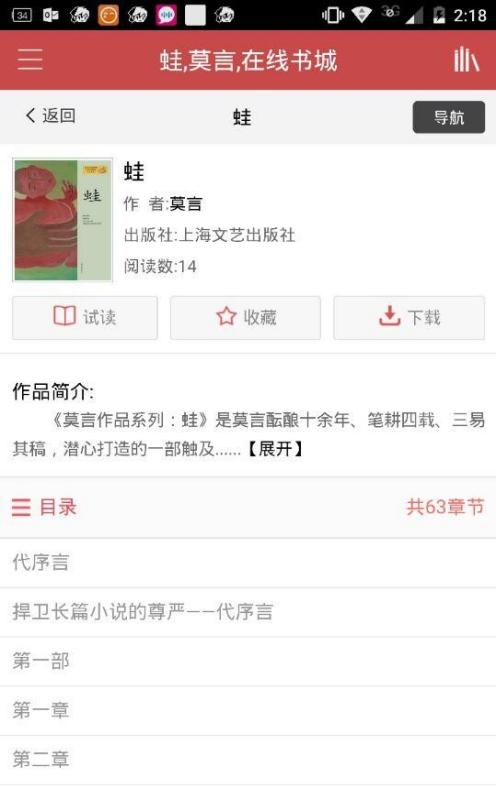 34
3G
2:18
蛙,莫言,在线书城
返回
蛙
导航
蛙
蛙
作 者:莫言
出版社:上海文艺出版社
阅读数:14
试读
收藏
下载
作品简介:
《莫言作品系列：蛙》是莫言酝酿十余年、笔耕四载、三易
其稿，潜心打造的一部触及......【展开】
目录
共63章节
代序言
捍卫长篇小说的尊严——代序言
第一部
第一章
第二章